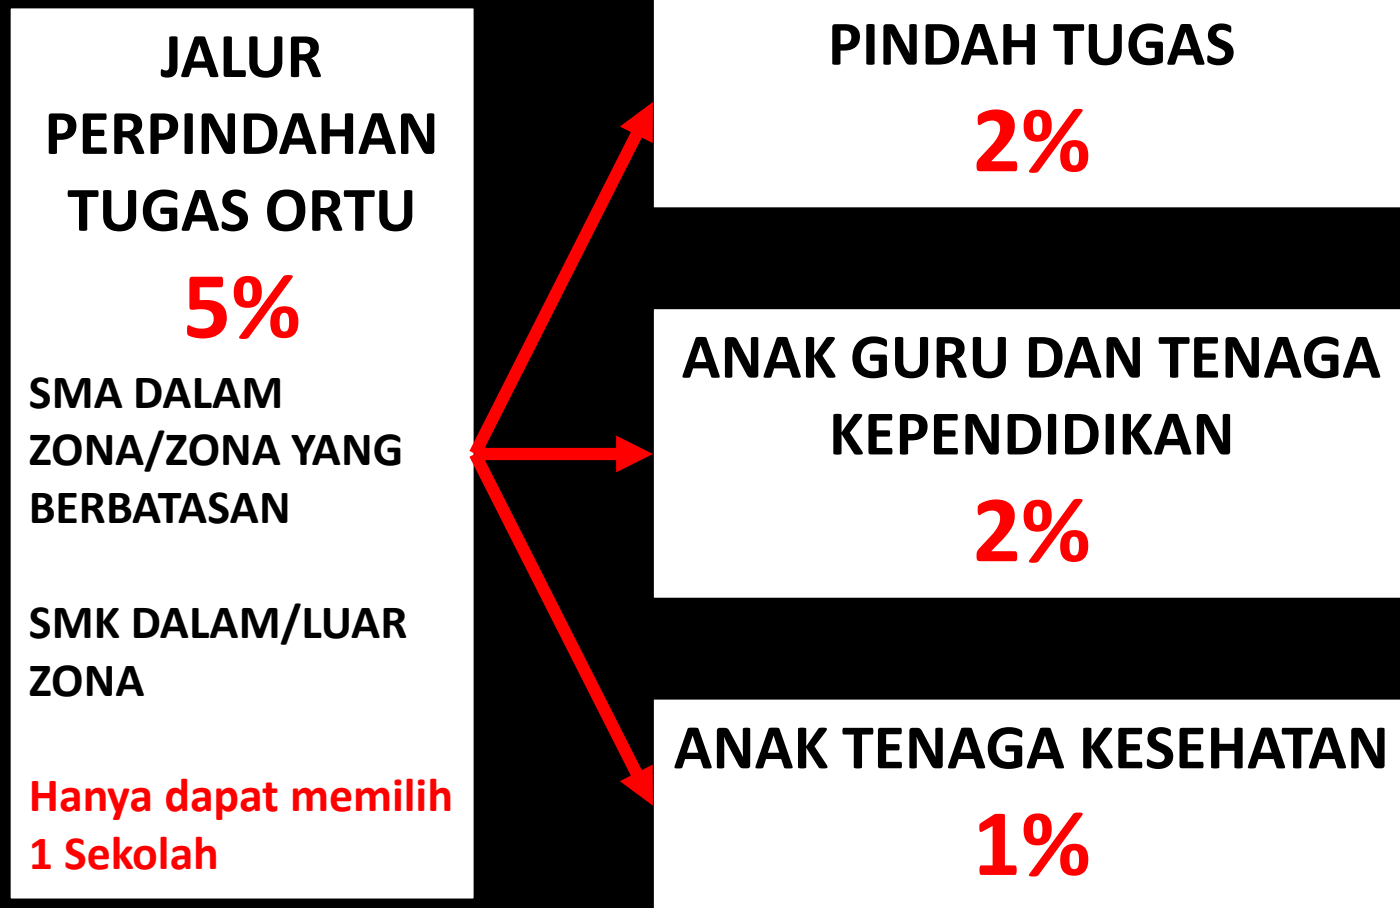 JALUR
PERPINDAHAN
TUGAS ORTU
5%
SMA DALAM
ZONA/ZONA YANG
BERBATASAN
SMK DALAM/LUAR
ZONA
Hanya dapat memilih
1 Sekolah
PINDAH TUGAS
2%
ANAK GURU DAN TENAGA
KEPENDIDIKAN
2%
ANAK TENAGA KESEHATAN
1%